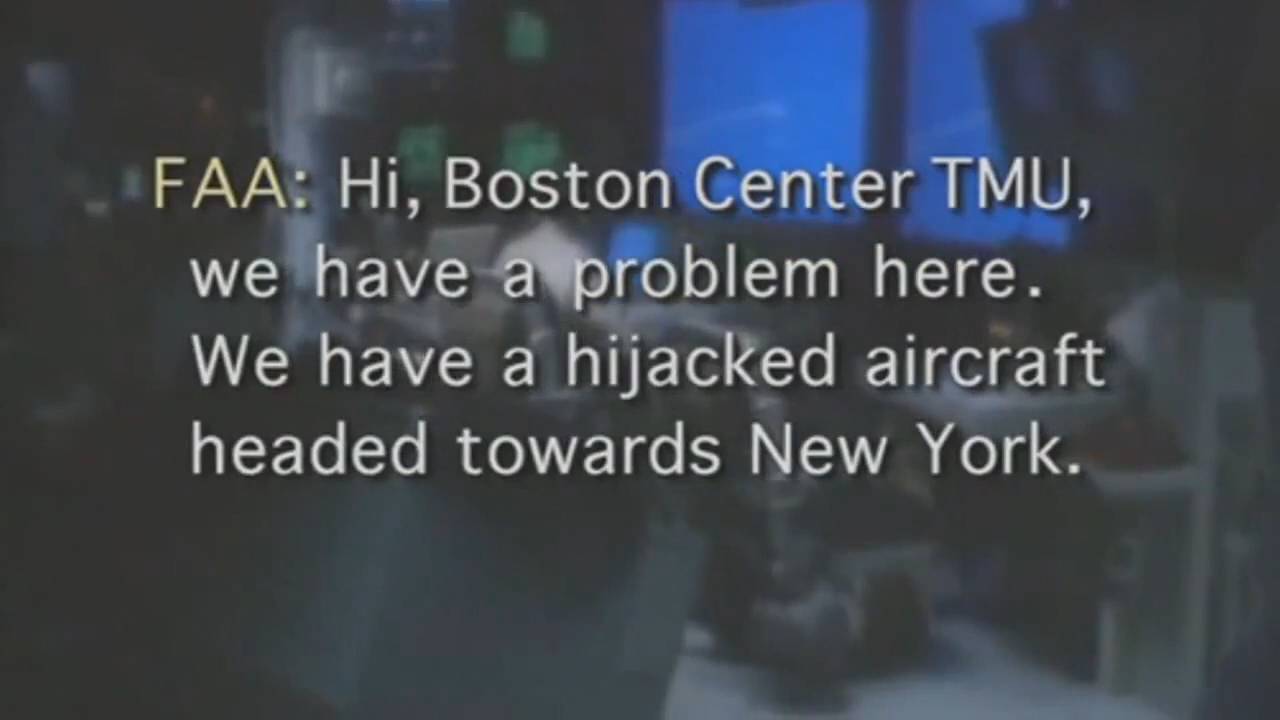 FAA: Hi, Boston Center TMU,
we have a problem here.
We have a hijacked aircraft
headed towards New York.